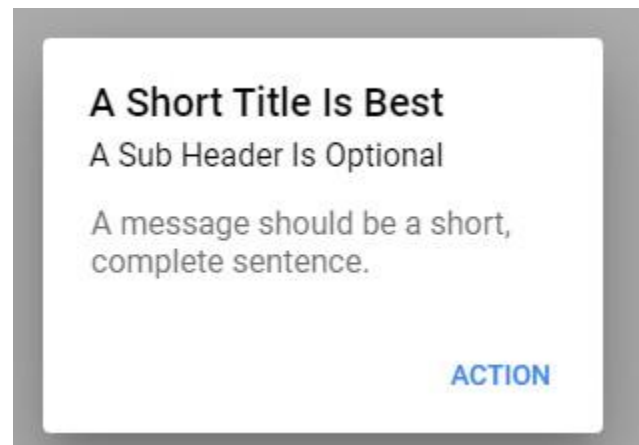 A Short Title Is Best
A Sub Header Is Optional
A message should be a short,
complete sentence.
ACTION